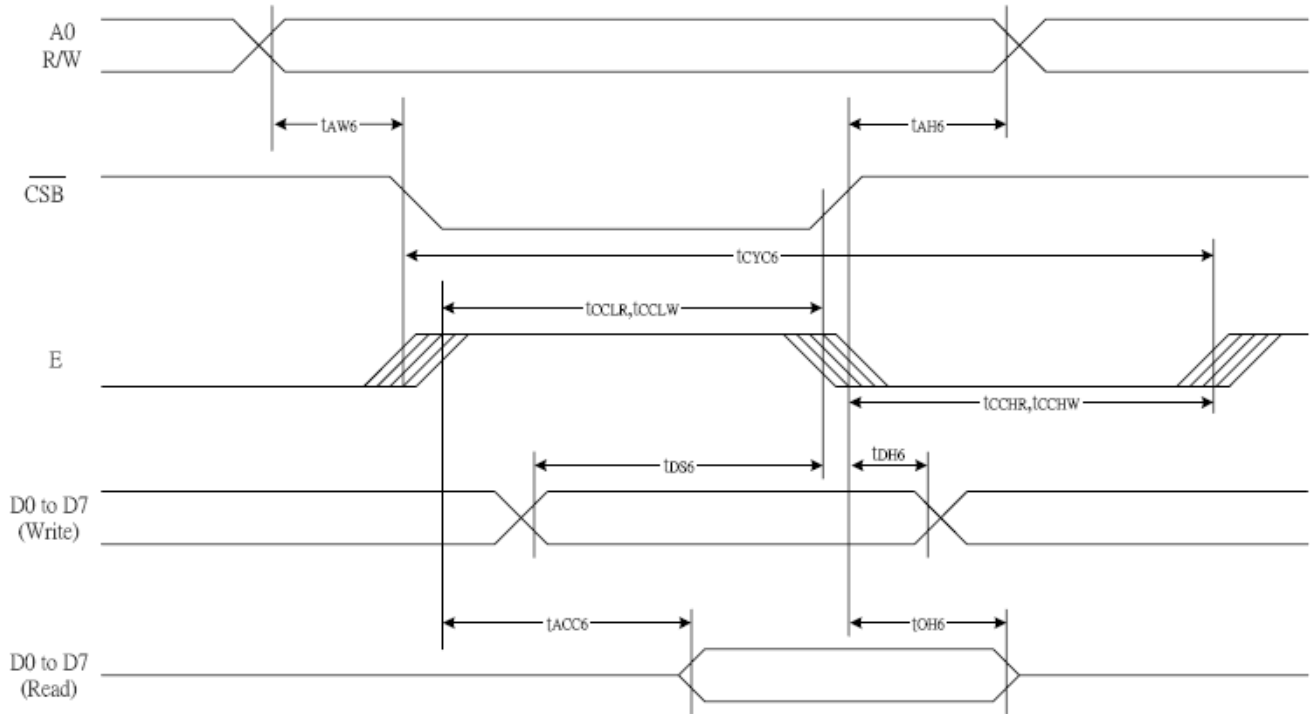 A0
R/W
tAW6
tAH6
CSB
tCYC6
tCCLR,tCCLW
E
tCCHR,tCCHW
tDS6
tDH6
D0 to D7
(Write)
tACC6
tOH6
D0 to D7
(Read)